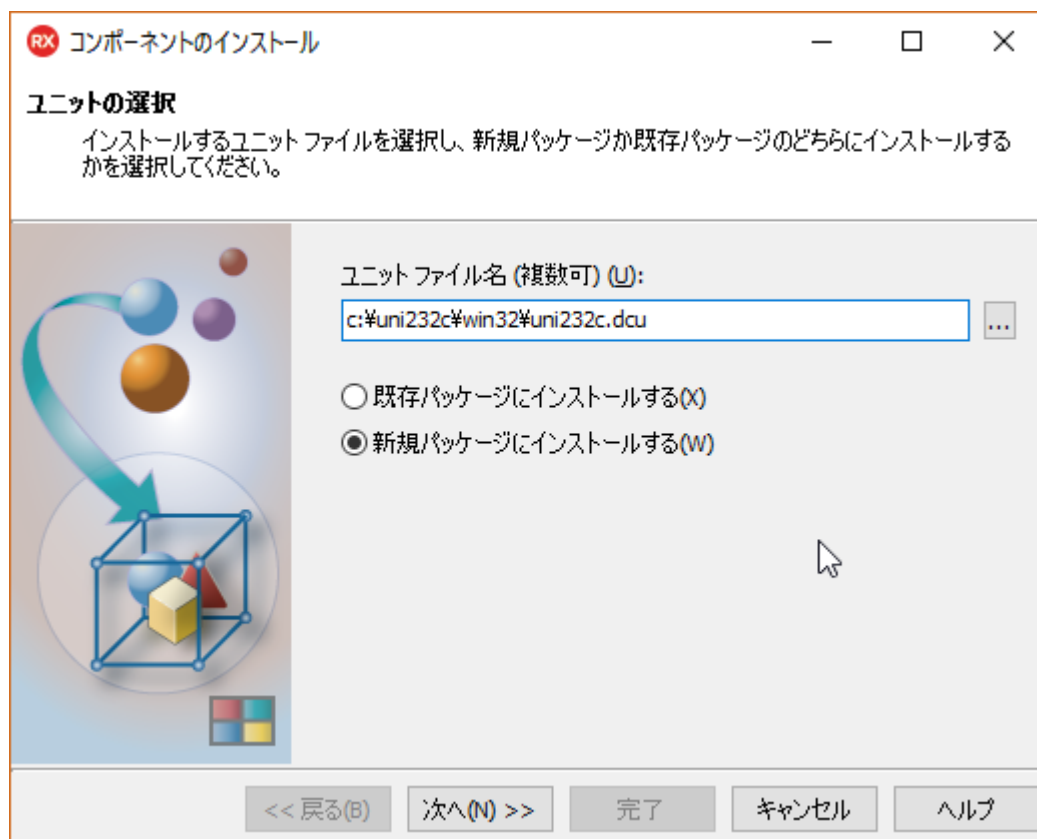 RX コンポーネントのインストール
ユニットの選択
インストールするユニット ファイルを選択し、新規パッケージか既存パッケージのどちらにインストールする
かを選択してください。
ユニット ファイル名 (複数可) (U):
c:¥uni232c¥win32¥uni232c.dcu
...
既存パッケージにインストールする(X)
新規パッケージにインストールする(W)
<< 戻る(B)
次へ(N) >>
完了
キャンセル
ヘルプ